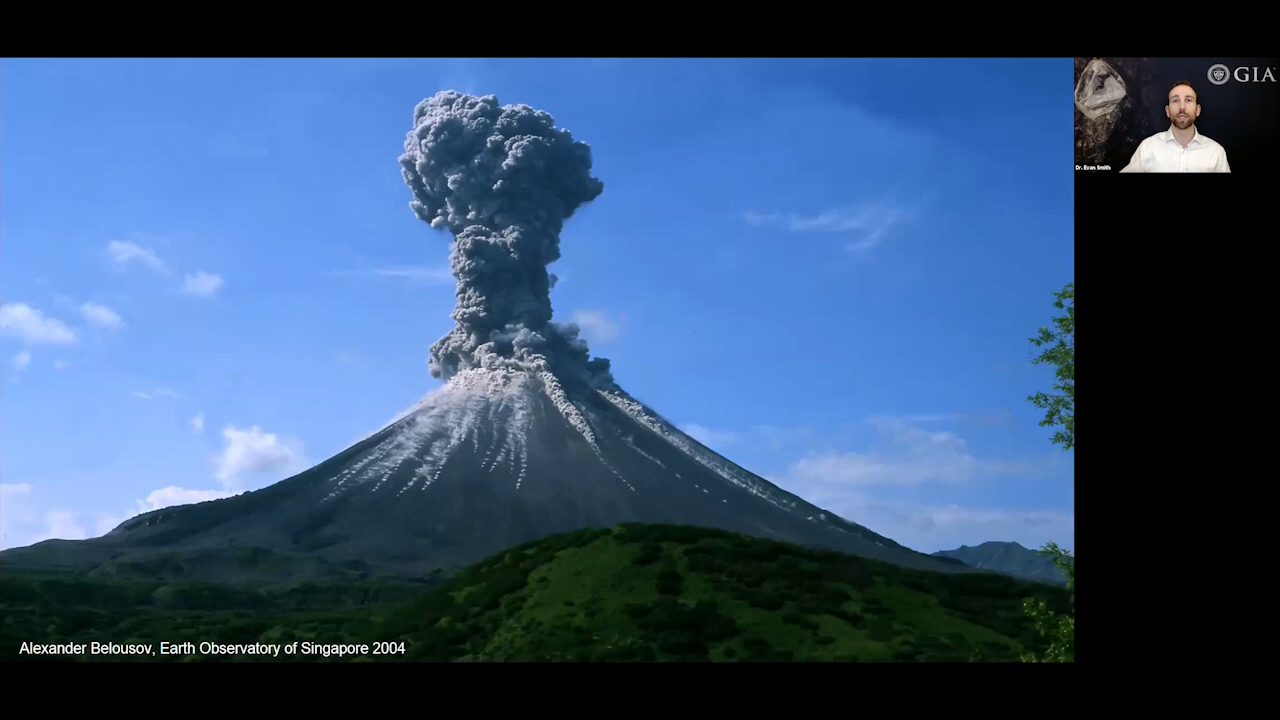 GIA
Dr. Evan Smith
Alexander Belousov, Earth Observatory of Singapore 2004